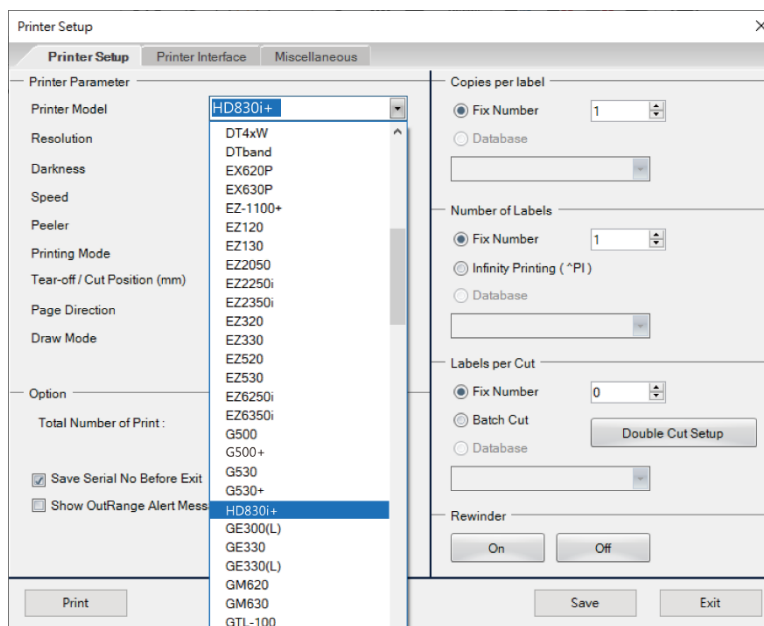 Printer Setup
Printer Setup
Printer Interface
Miscellaneous
Printer Parameter
Printer Model
HD830i+
Resolution
Darkness
Speed
Peeler
Printing Mode
Tear-off / Cut Position (mm)
Page Direction
Draw Mode
DT4xW
DTband
EX620P
EX630P
EZ-1100+
EZ120
EZ130
EZ2050
EZ2250i
EZ2350i
EZ320
EZ330
EZ520
EZ530
EZ6250i
EZ6350i
G500
G500+
G530
G530+
HD830i+
GE300(L)
GE330
GE330(L)
GM620
GM630
GTL-100
Option
Total Number of Print :
Save Serial No Before Exit
Show OutRange Alert Mess
Copies per label
Fix Number
1
Database
Number of Labels
Fix Number
1
Infinity Printing ( ^PI )
Database
Labels per Cut
Fix Number
0
Batch Cut
Double Cut Setup
Database
Rewinder
On
Off
Print
Save
Exit